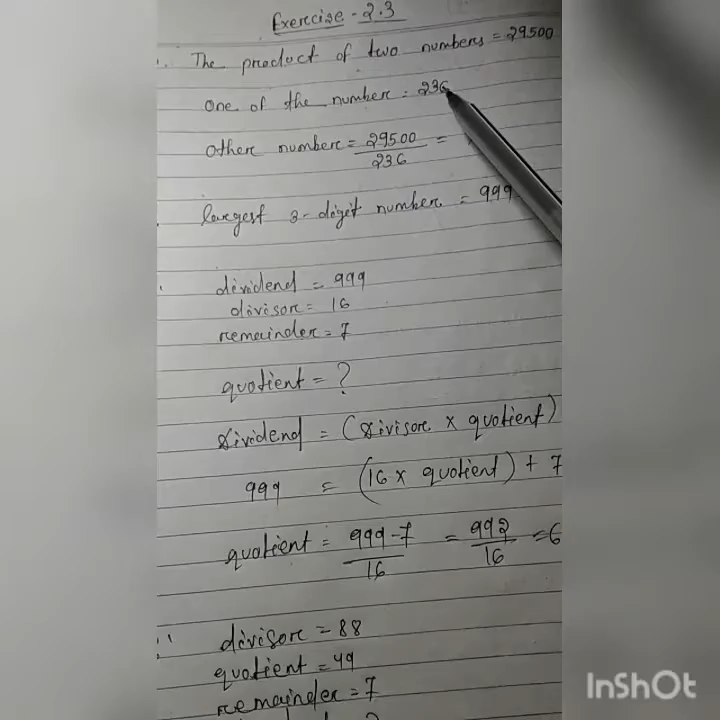 Exercise - 2.3
The product of two numbers = 29500
One of the number = 236
Other number = 29500/236 =
largest 3-digit number = 999
dividend = 999
divisor = 16
remainder = 7
quotient = ?
Dividend = (Divisor × quotient)
999 = (16 × quotient) + 7
quotient = 999-7/16 = 992/16 = 6
divisor = 88
quotient = 49
remainder = 7
InShOt